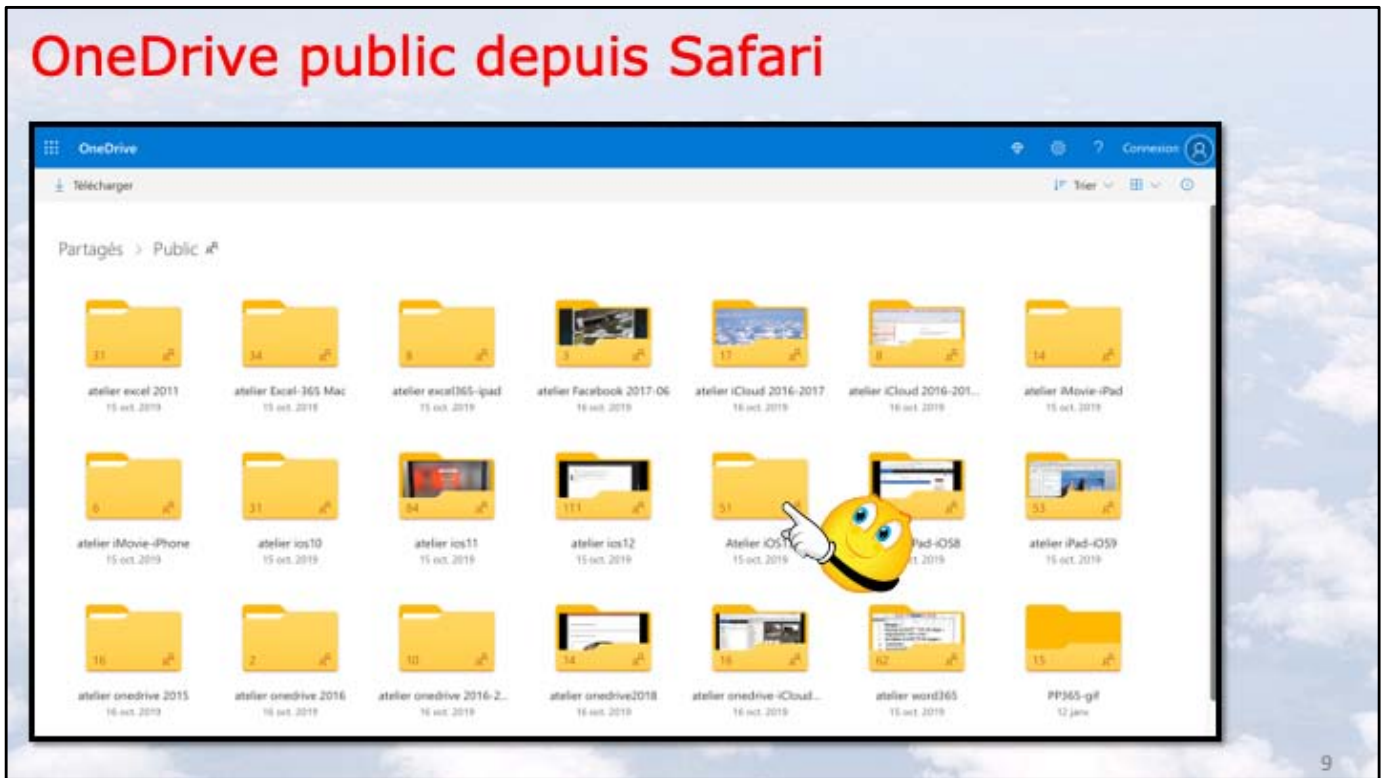 OneDrive public depuis Safari
OneDrive
? Connexion
Télécharger
Trier
Partagés > Public
31 34 8 3 17 8 14
atelier excel 2011 atelier Excel-365 Mac atelier excel365-ipad atelier Facebook 2017-06 atelier iCloud 2016-2017 atelier iCloud 2016-201... atelier iMovie-iPad
15 oct. 2019 15 oct. 2019 15 oct. 2019 16 oct. 2019 16 oct. 2019 16 oct. 2019 15 oct. 2019
6 31 84 111 51 53
atelier iMovie-iPhone atelier ios10 atelier ios11 atelier ios12 Atelier iPad-iOS9
15 oct. 2019 15 oct. 2019 15 oct. 2019 15 oct. 2019 15 oct. 2019 2019 16 oct. 2019
16 2 10 14 16 62 15
atelier onedrive 2015 atelier onedrive 2016 atelier onedrive 2016-2... atelier onedrive2018 atelier onedrive-iCloud... atelier word365 PP365-gif
16 oct. 2019 16 oct. 2019 16 oct. 2019 16 oct. 2019 16 oct. 2019 15 oct. 2019 12 janv
9